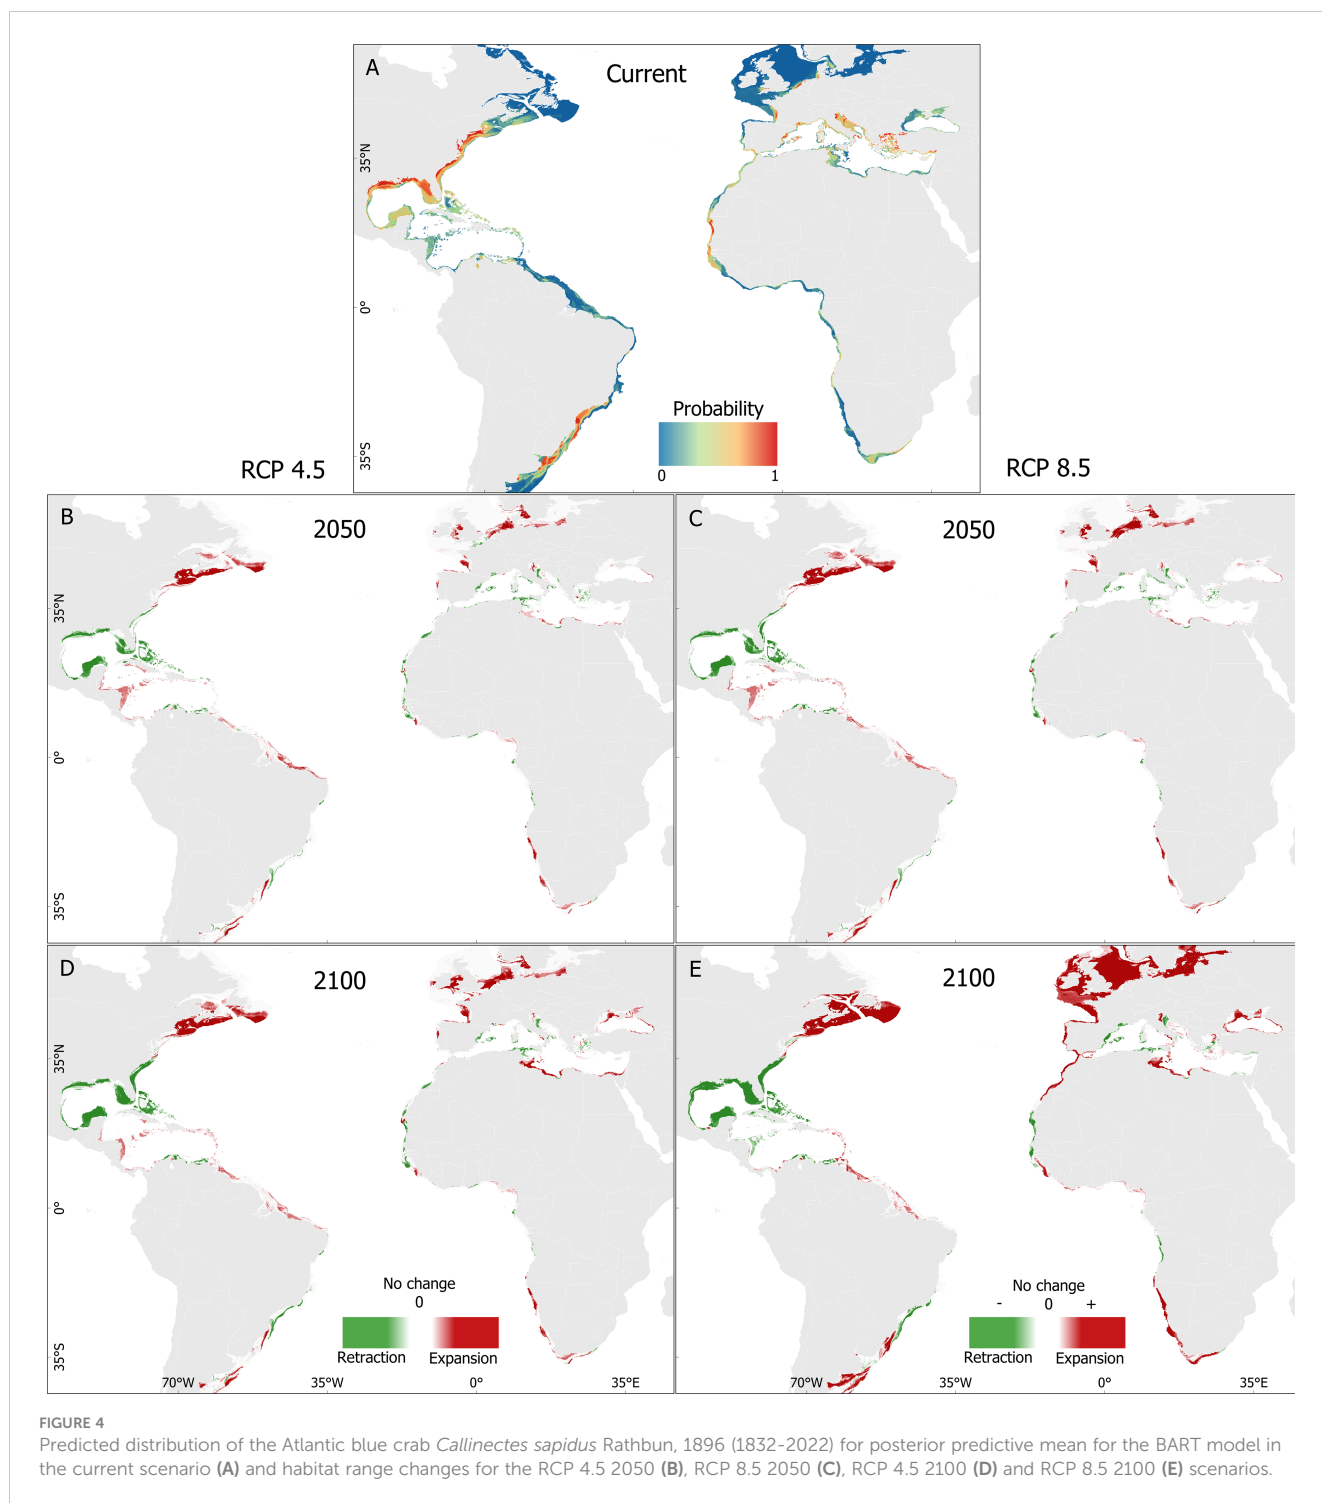 A
Current
35°N
0°
35°S
Probability
0 1
RCP 4.5
RCP 8.5
B
2050
C
2050
35°N
0°
35°S
D
2100
E
2100
35°N
0°
35°S
No change
0
Retraction Expansion
No change
- 0 +
Retraction Expansion
70°W 35°W 0° 35°E
70°W 35°W 0° 35°E
FIGURE 4
Predicted distribution of the Atlantic blue crab Callinectes sapidus Rathbun, 1896 (1832-2022) for posterior predictive mean for the BART model in
the current scenario (A) and habitat range changes for the RCP 4.5 2050 (B), RCP 8.5 2050 (C), RCP 4.5 2100 (D) and RCP 8.5 2100 (E) scenarios.